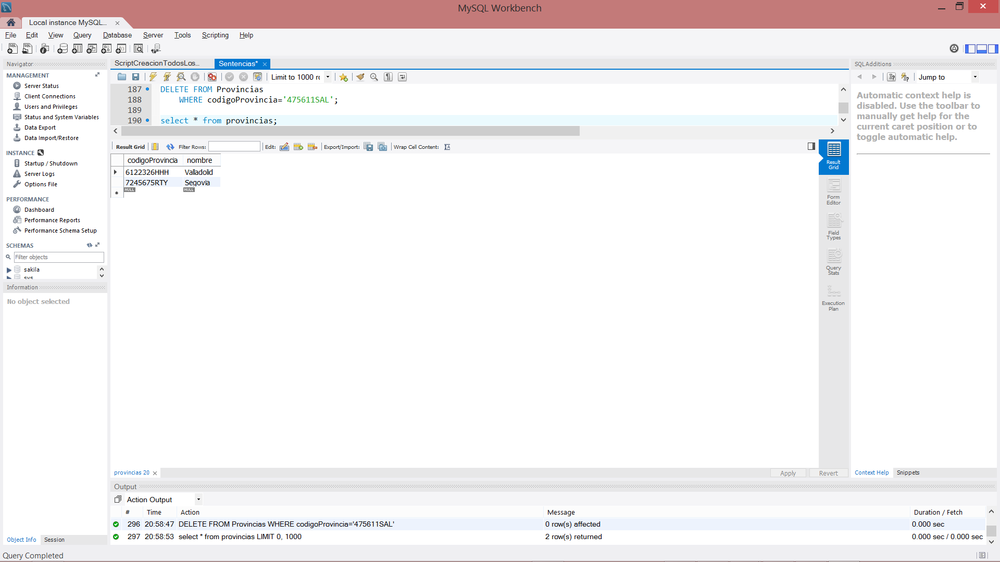 MySQL Workbench
Local instance MySQL...
File Edit View Query Database Server Tools Scripting Help
Navigator
MANAGEMENT
Server Status
Client Connections
Users and Privileges
Status and System Variables
Data Export
Data Import/Restore
INSTANCE
Startup / Shutdown
Server Logs
Options File
PERFORMANCE
Dashboard
Performance Reports
Performance Schema Setup
SCHEMAS
Filter objects
sakila
sys
Information
No object selected
Object Info Session
ScriptCreacionTodosLos... Sentencias*
Limit to 1000 rc
187 DELETE FROM Provincias
188 WHERE codigoProvincia='475611SAL';
189
190 select * from provincias;
Result Grid Filter Rows: Edit: Export/Import: Wrap Cell Content:
codigoProvincia nombre
6122326HHH Valladolid
7245675RTY Segovia
NULL NULL
Result
Grid
Form
Editor
Field
Types
Query
Stats
Execution
Plan
provincias 20
Apply Revert
SQLAdditions
Jump to
Automatic context help is
disabled. Use the toolbar to
manually get help for the
current caret position or to
toggle automatic help.
Context Help Snippets
Output
Action Output
# Time Action Message Duration / Fetch
296 20:58:47 DELETE FROM Provincias WHERE codigoProvincia='475611SAL' 0 row(s) affected 0.000 sec
297 20:58:53 select * from provincias LIMIT 0, 1000 2 row(s) returned 0.000 sec / 0.000 sec
Query Completed